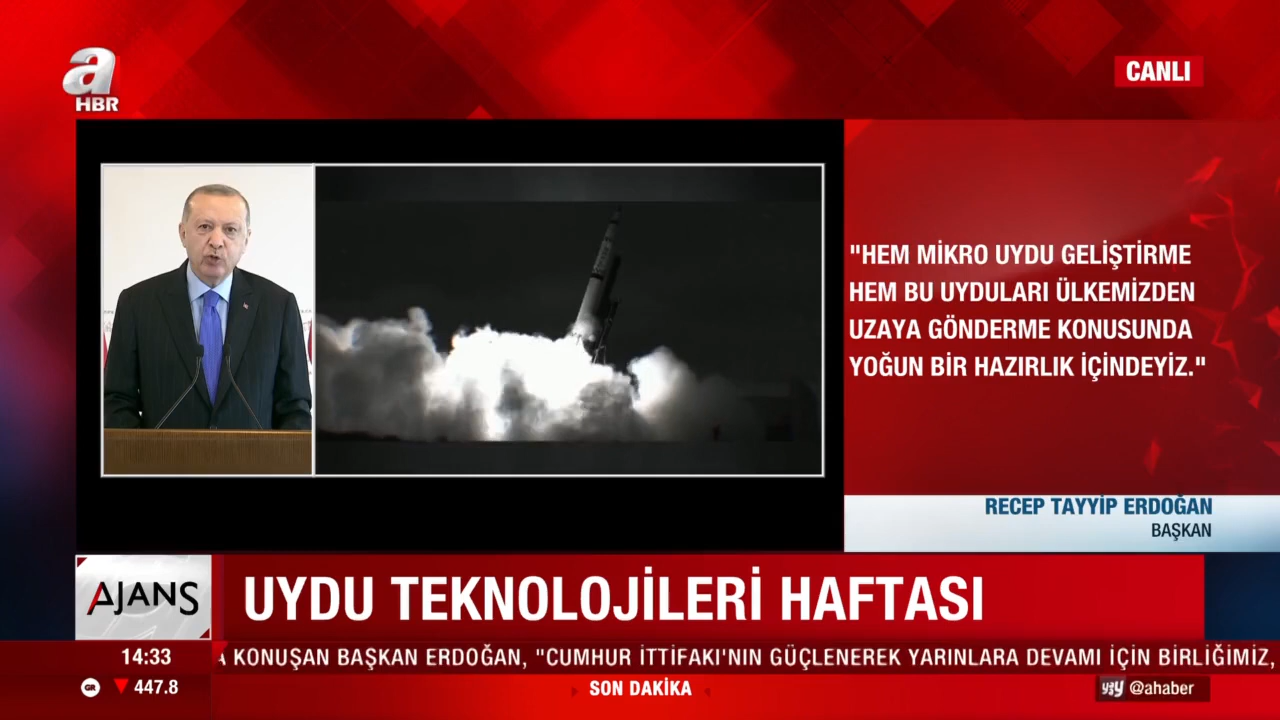 a
HBR
CANLI
"HEM MİKRO UYDU GELİŞTİRME
HEM BU UYDULARI ÜLKEMİZDEN
UZAYA GÖNDERME KONUSUNDA
YOĞUN BİR HAZIRLIK İÇİNDEYİZ."
RECEP TAYYİP ERDOĞAN
BAŞKAN
AJANS
UYDU TEKNOLOJİLERİ HAFTASI
14:33
A KONUŞAN BAŞKAN ERDOĞAN, "CUMHUR İTTİFAKI'NIN GÜÇLENEREK YARINLARA DEVAMI İÇİN BİRLİĞİMİZ,
GR 447.8
SON DAKİKA
@ahaber